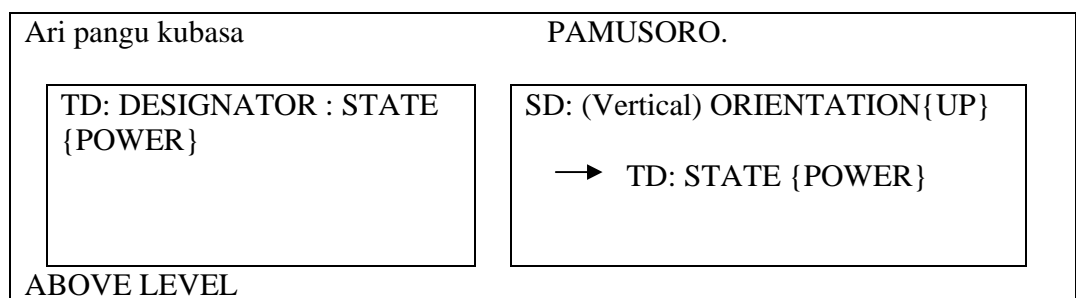 Ari pangu kubasa PAMUSORO.
TD: DESIGNATOR : STATE
{POWER}
SD: (Vertical) ORIENTATION{UP}
TD: STATE {POWER}
ABOVE LEVEL